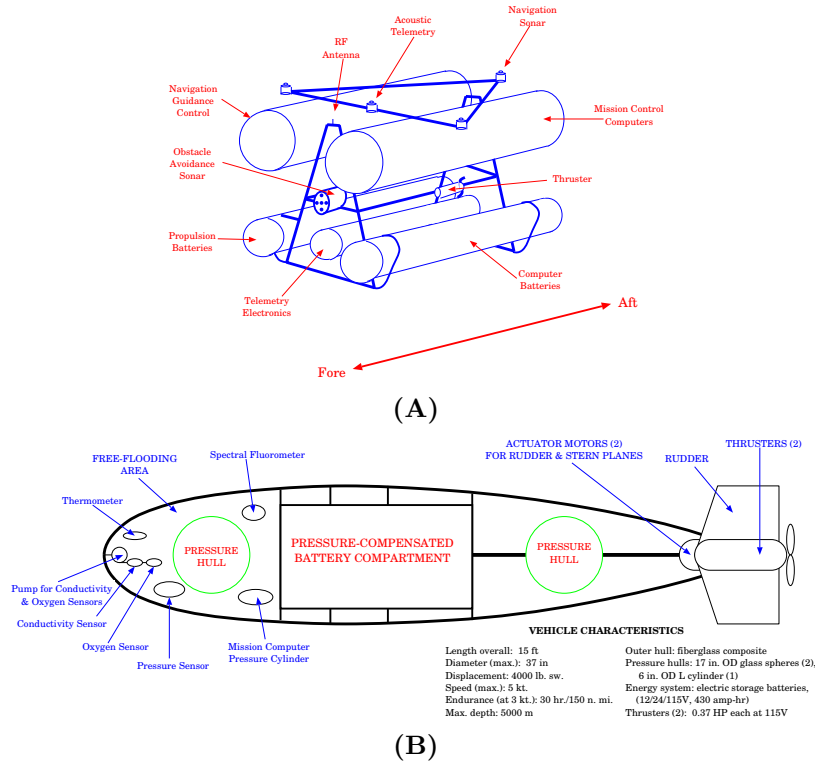 Navigation
Sonar
Acoustic
Telemetry
RF
Antenna
Navigation
Guidance
Control
Mission Control
Computers
Obstacle
Avoidance
Sonar
Thruster
Propulsion
Batteries
Telemetry
Electronics
Computer
Batteries
Aft
Fore
(A)
ACTUATOR MOTORS (2)
FOR RUDDER & STERN PLANES
THRUSTERS (2)
RUDDER
FREE-FLOODING
AREA
Spectral Fluorometer
Thermometer
PRESSURE
HULL
PRESSURE-COMPENSATED
BATTERY COMPARTMENT
PRESSURE
HULL
Pump for Conductivity
& Oxygen Sensors
Conductivity Sensor
Oxygen Sensor
Pressure Sensor
Mission Computer
Pressure Cylinder
VEHICLE CHARACTERISTICS
Length overall: 15 ft
Diameter (max.): 37 in
Displacement: 4000 lb. sw.
Speed (max.): 5 kt.
Endurance (at 3 kt.): 30 hr./150 n. mi.
Max. depth: 5000 m
Outer hull: fiberglass composite
Pressure hulls: 17 in. OD glass spheres (2),
6 in. OD L cylinder (1)
Energy system: electric storage batteries,
(12/24/115V, 430 amp-hr)
Thrusters (2): 0.37 HP each at 115V
(B)